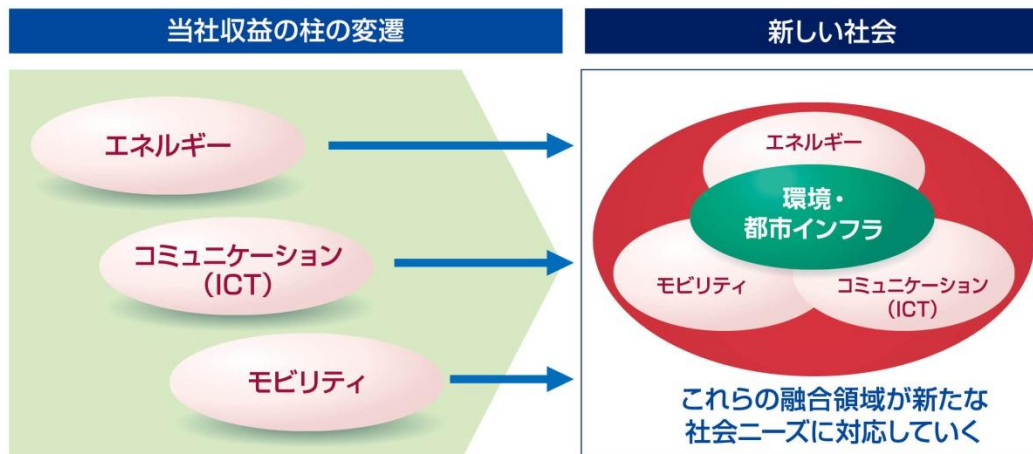 当社収益の柱の変遷
エネルギー
コミュニケーション
(ICT)
モビリティ
新しい社会
エネルギー
環境・
都市インフラ
モビリティ
コミュニケーション
(ICT)
これらの融合領域が新たな
社会ニーズに対応していく